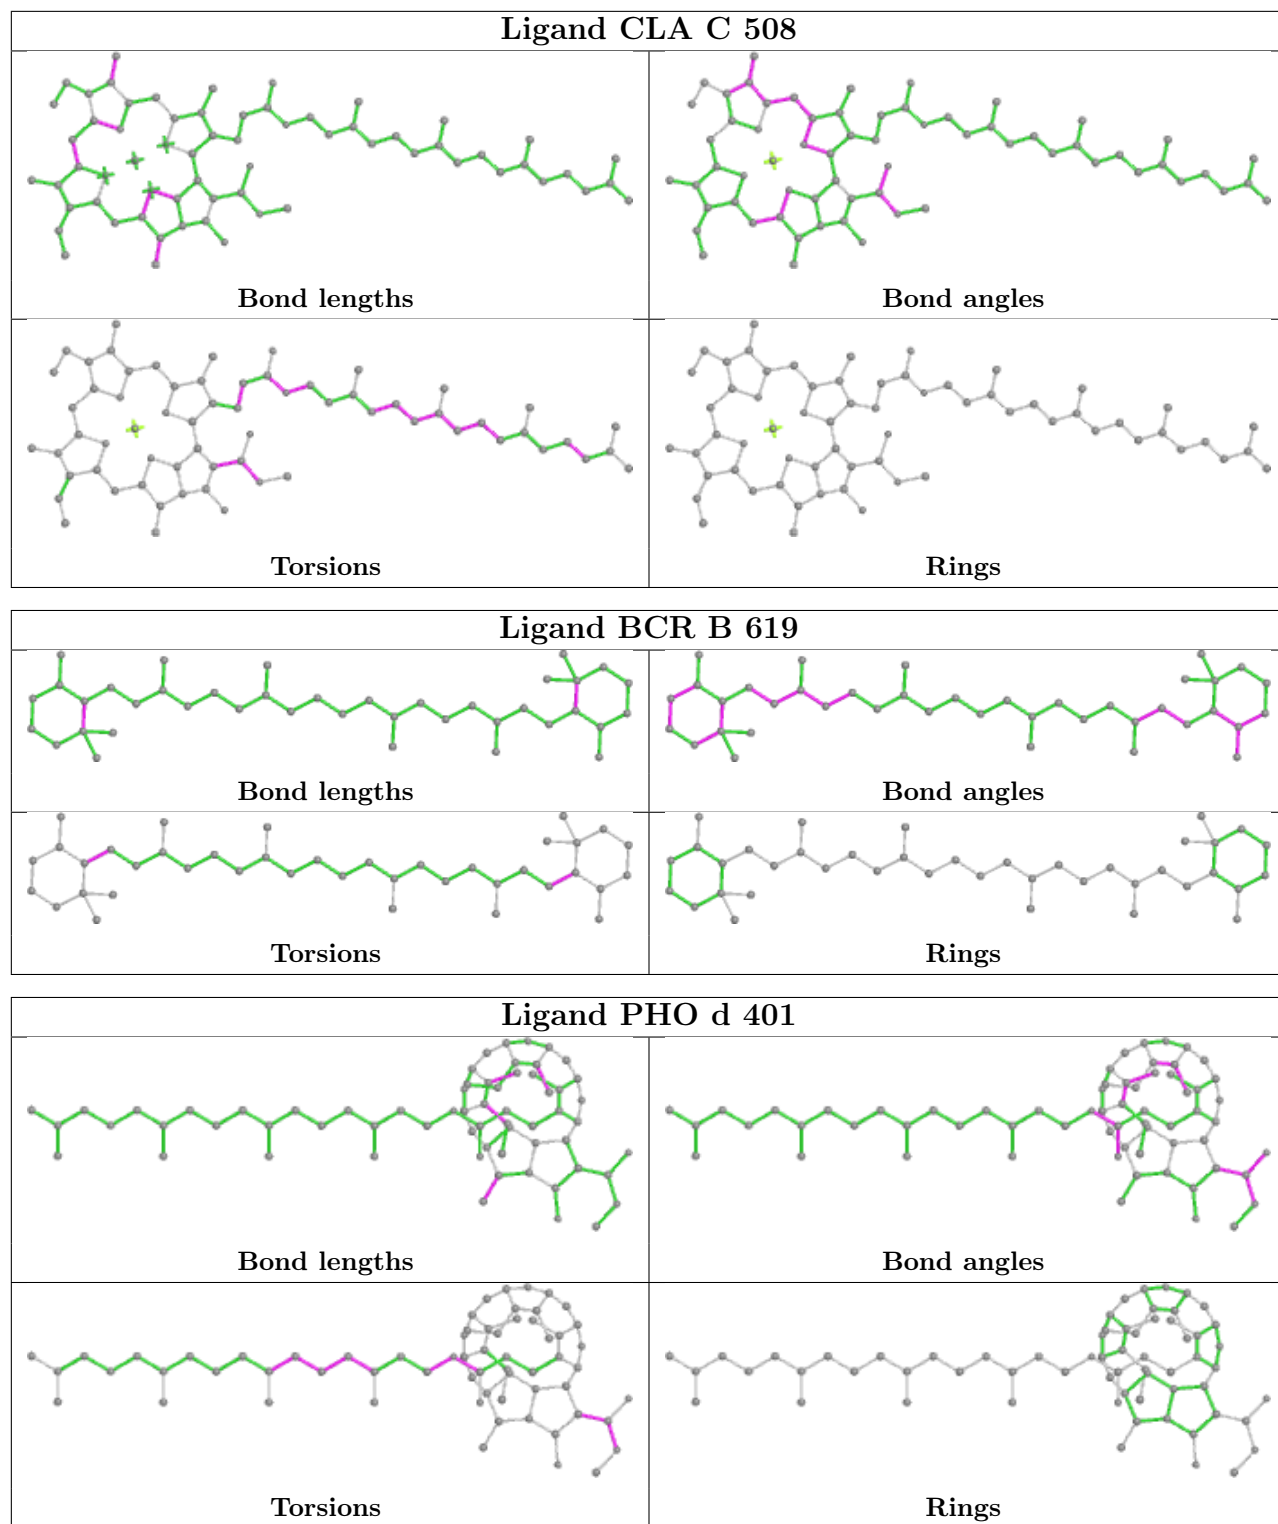 Ligand CLA C 508
Bond lengths
Bond angles
Torsions
Rings
Ligand BCR B 619
Bond lengths
Bond angles
Torsions
Rings
Ligand PHO d 401
Bond lengths
Bond angles
Torsions
Rings